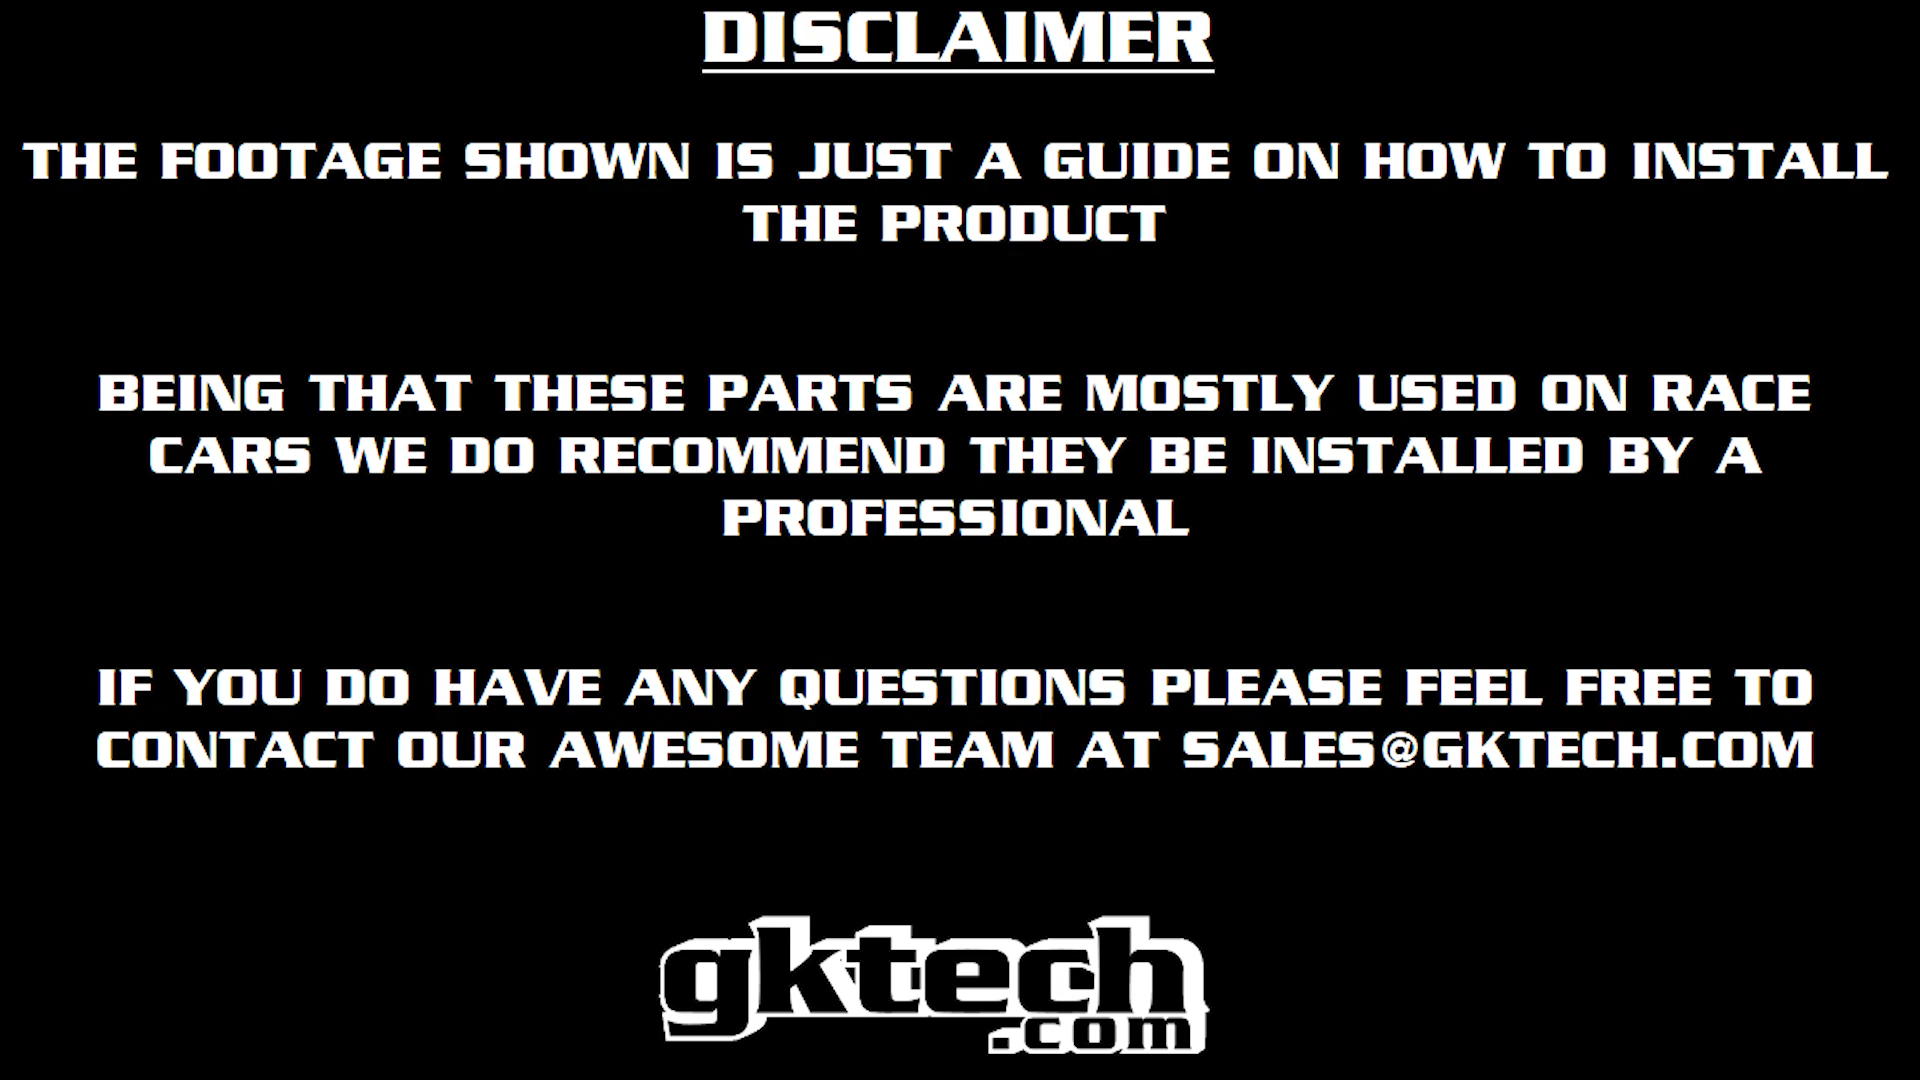 DISCLAIMER
THE FOOTAGE SHOWN IS JUST A GUIDE ON HOW TO INSTALL
THE PRODUCT
BEING THAT THESE PARTS ARE MOSTLY USED ON RACE
CARS WE DO RECOMMEND THEY BE INSTALLED BY A
PROFESSIONAL
IF YOU DO HAVE ANY QUESTIONS PLEASE FEEL FREE TO
CONTACT OUR AWESOME TEAM AT SALES@GKTECH.COM
gktech
.com